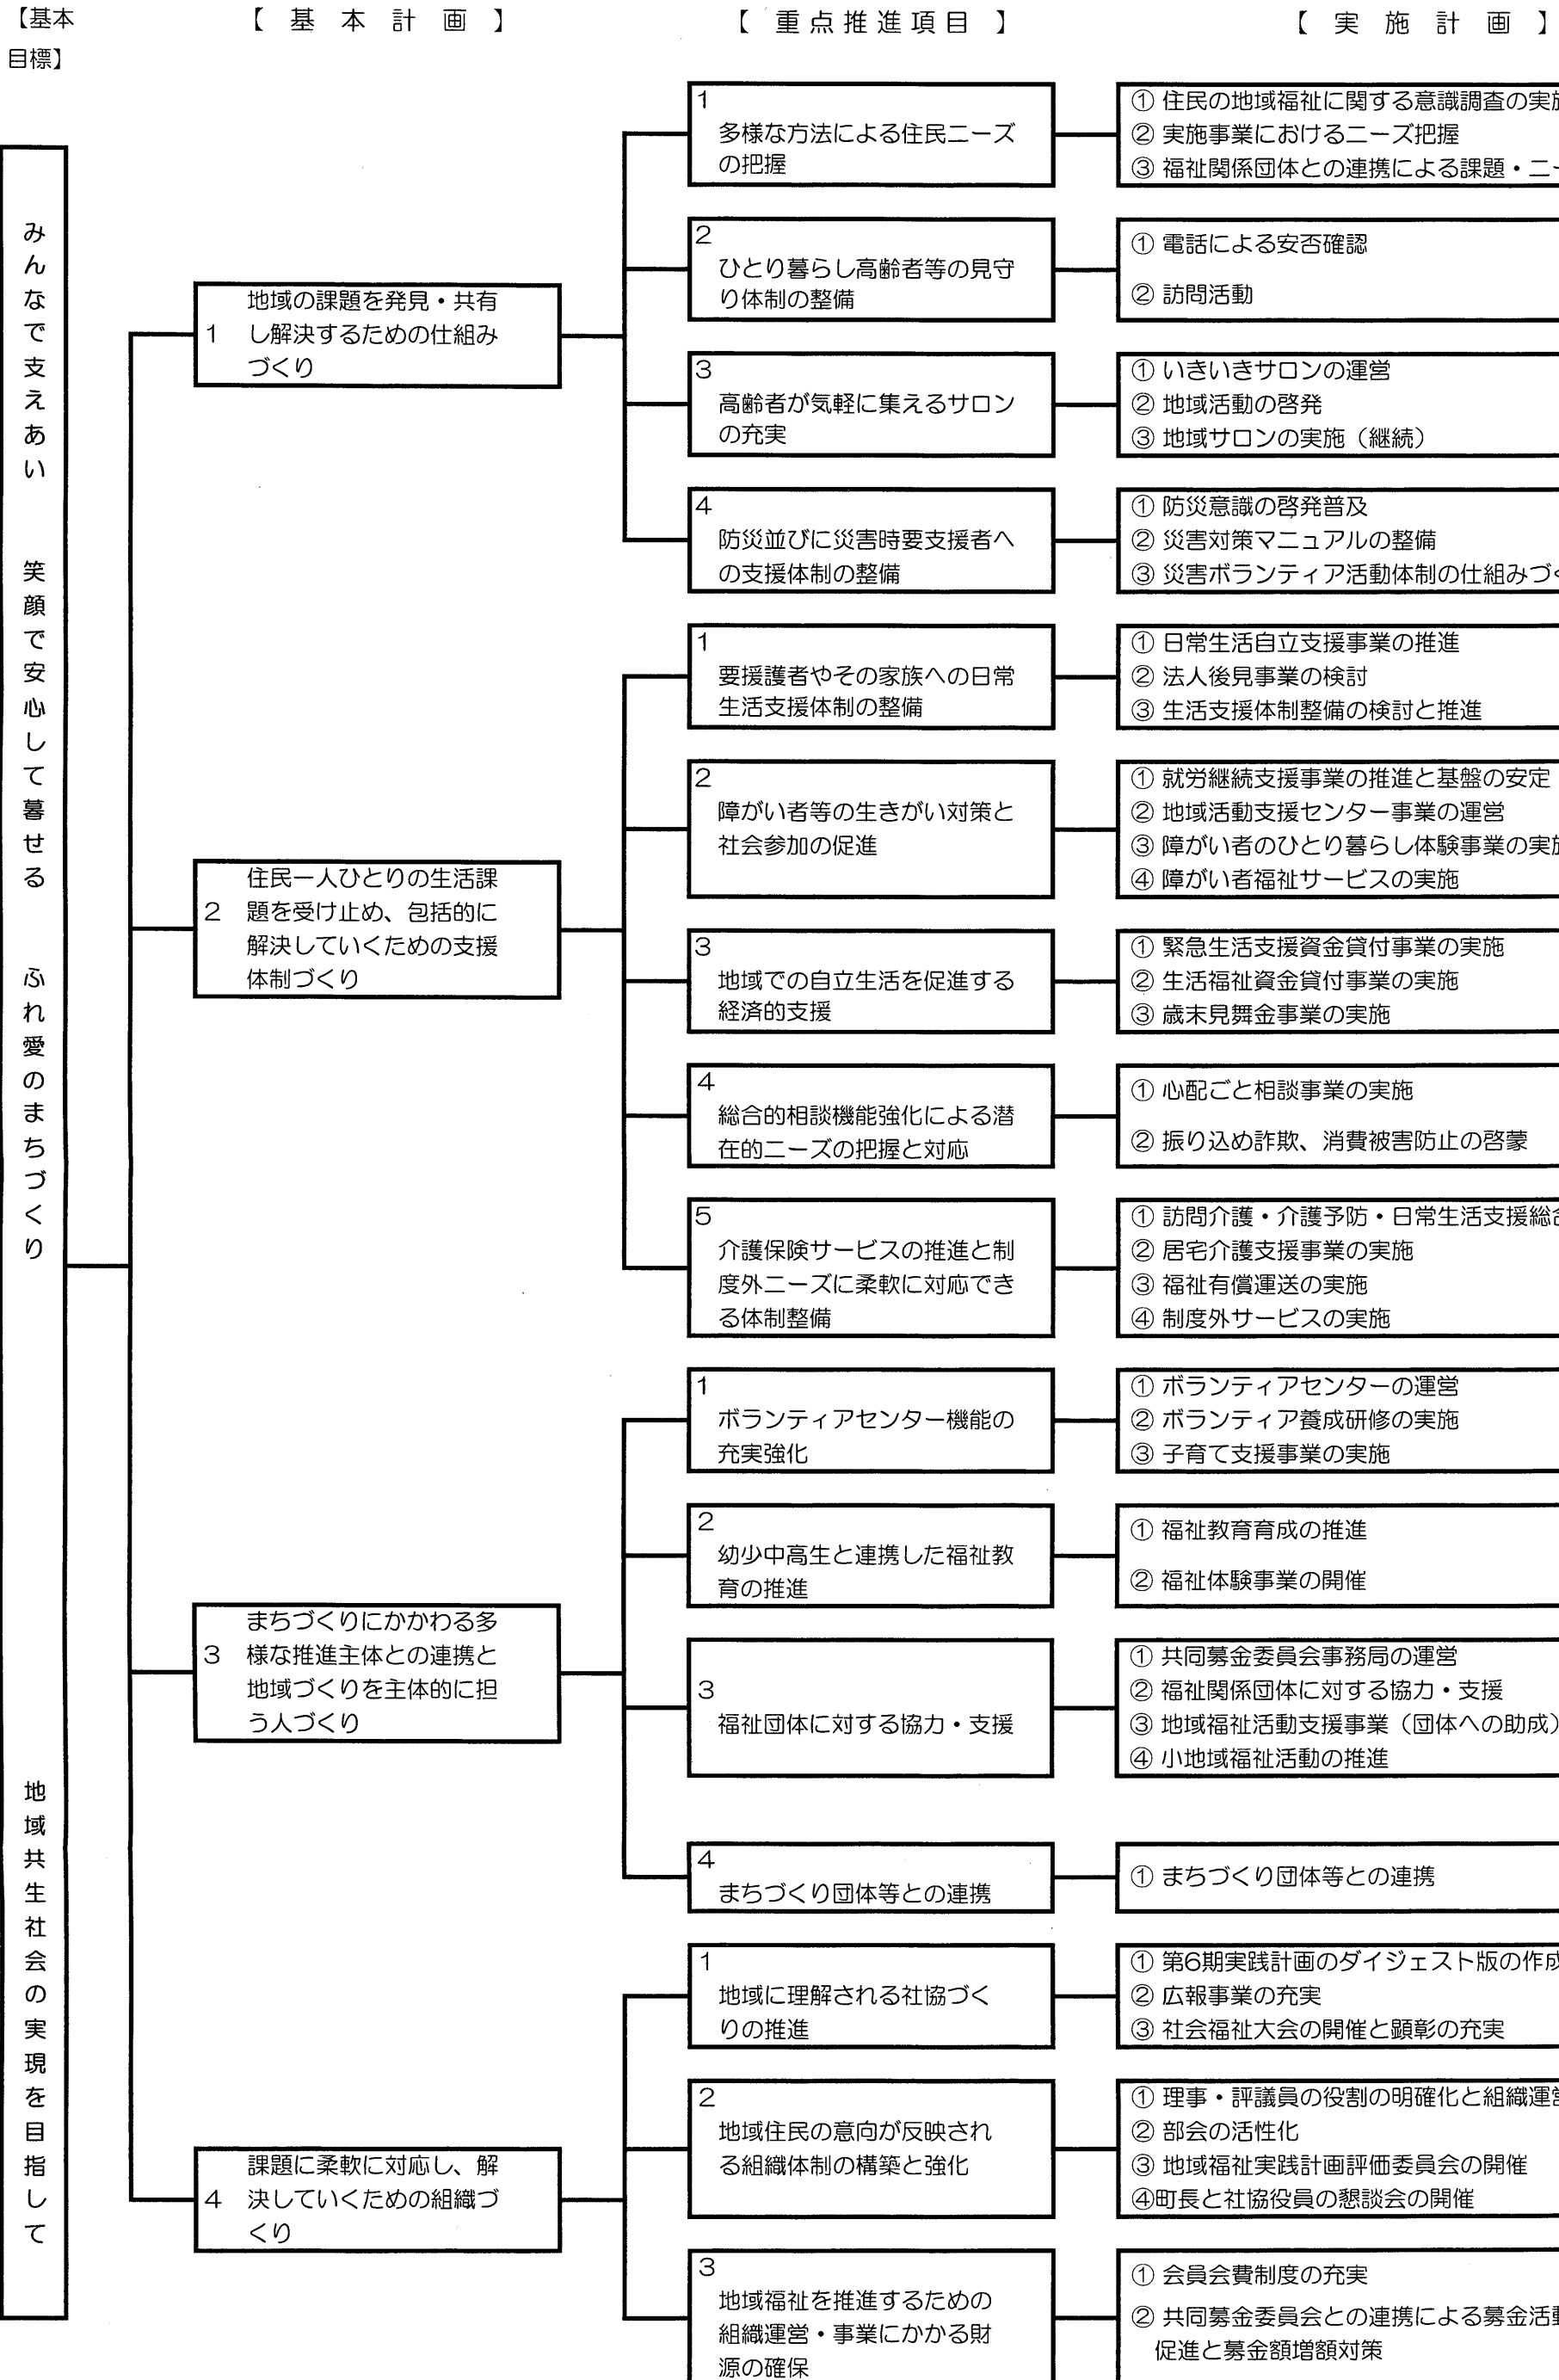 【基本
目標】
【 基 本 計 画 】
【 重点推進項目 】
【 実 施 計 画 】
みんなで支えあい 笑顔で安心して暮せる ふれ愛のまちづくり
地域共生社会の実現を目指して
1
地域の課題を発見・共有
し解決するための仕組み
づくり
1
多様な方法による住民ニーズ
の把握
① 住民の地域福祉に関する意識調査の実施
② 実施事業におけるニーズ把握
③ 福祉関係団体との連携による課題・ニー
2
ひとり暮らし高齢者等の見守
り体制の整備
① 電話による安否確認
② 訪問活動
3
高齢者が気軽に集えるサロン
の充実
① いきいきサロンの運営
② 地域活動の啓発
③ 地域サロンの実施（継続）
4
防災並びに災害時要支援者へ
の支援体制の整備
① 防災意識の啓発普及
② 災害対策マニュアルの整備
③ 災害ボランティア活動体制の仕組みづく
2
住民一人ひとりの生活課
題を受け止め、包括的に
解決していくための支援
体制づくり
1
要援護者やその家族への日常
生活支援体制の整備
① 日常生活自立支援事業の推進
② 法人後見事業の検討
③ 生活支援体制整備の検討と推進
2
障がい者等の生きがい対策と
社会参加の促進
① 就労継続支援事業の推進と基盤の安定
② 地域活動支援センター事業の運営
③ 障がい者のひとり暮らし体験事業の実施
④ 障がい者福祉サービスの実施
3
地域での自立生活を促進する
経済的支援
① 緊急生活支援資金貸付事業の実施
② 生活福祉資金貸付事業の実施
③ 歳末見舞金事業の実施
4
総合的相談機能強化による潜
在的ニーズの把握と対応
① 心配ごと相談事業の実施
② 振り込め詐欺、消費被害防止の啓蒙
5
介護保険サービスの推進と制
度外ニーズに柔軟に対応でき
る体制整備
① 訪問介護・介護予防・日常生活支援総合
② 居宅介護支援事業の実施
③ 福祉有償運送の実施
④ 制度外サービスの実施
3
まちづくりにかかわる多
様な推進主体との連携と
地域づくりを主体的に担
う人づくり
1
ボランティアセンター機能の
充実強化
① ボランティアセンターの運営
② ボランティア養成研修の実施
③ 子育て支援事業の実施
2
幼少中高生と連携した福祉教
育の推進
① 福祉教育育成の推進
② 福祉体験事業の開催
3
福祉団体に対する協力・支援
① 共同募金委員会事務局の運営
② 福祉関係団体に対する協力・支援
③ 地域福祉活動支援事業（団体への助成）
④ 小地域福祉活動の推進
4
まちづくり団体等との連携
① まちづくり団体等との連携
4
課題に柔軟に対応し、解
決していくための組織づ
くり
1
地域に理解される社協づく
りの推進
① 第6期実践計画のダイジェスト版の作成
② 広報事業の充実
③ 社会福祉大会の開催と顕彰の充実
2
地域住民の意向が反映され
る組織体制の構築と強化
① 理事・評議員の役割の明確化と組織運営
② 部会の活性化
③ 地域福祉実践計画評価委員会の開催
④町長と社協役員の懇談会の開催
3
地域福祉を推進するための
組織運営・事業にかかる財
源の確保
① 会員会費制度の充実
② 共同募金委員会との連携による募金活動
促進と募金額増額対策